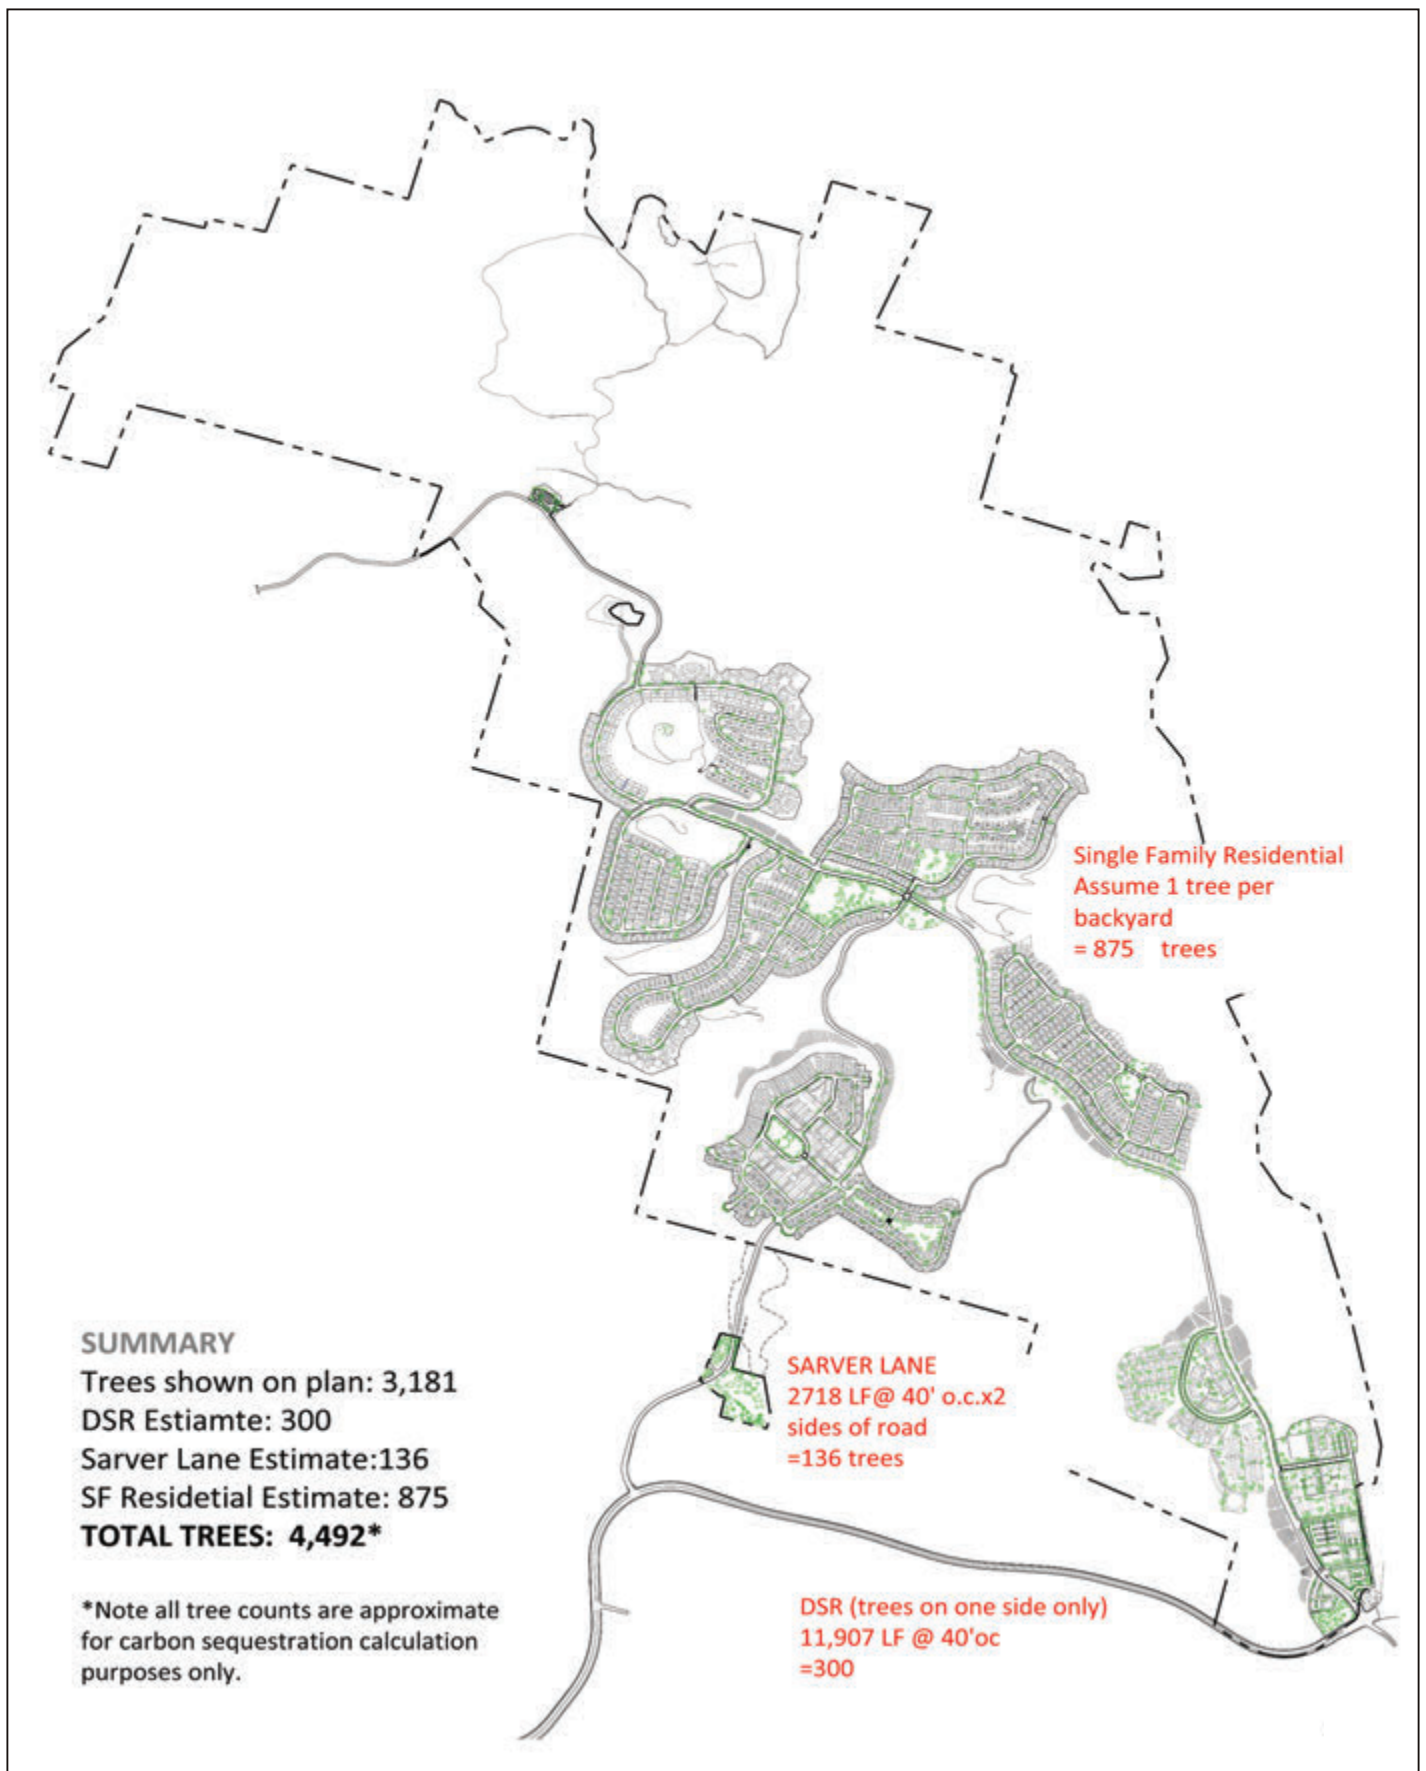 Single Family Residential
Assume 1 tree per
backyard
= 875 trees
SUMMARY
Trees shown on plan: 3,181
DSR Estiamte: 300
Sarver Lane Estimate:136
SF Residetial Estimate: 875
TOTAL TREES: 4,492*
*Note all tree counts are approximate
for carbon sequestration calculation
purposes only.
SARVER LANE
2718 LF@ 40' o.c.x2
sides of road
=136 trees
DSR (trees on one side only)
11,907 LF @ 40'oc
=300